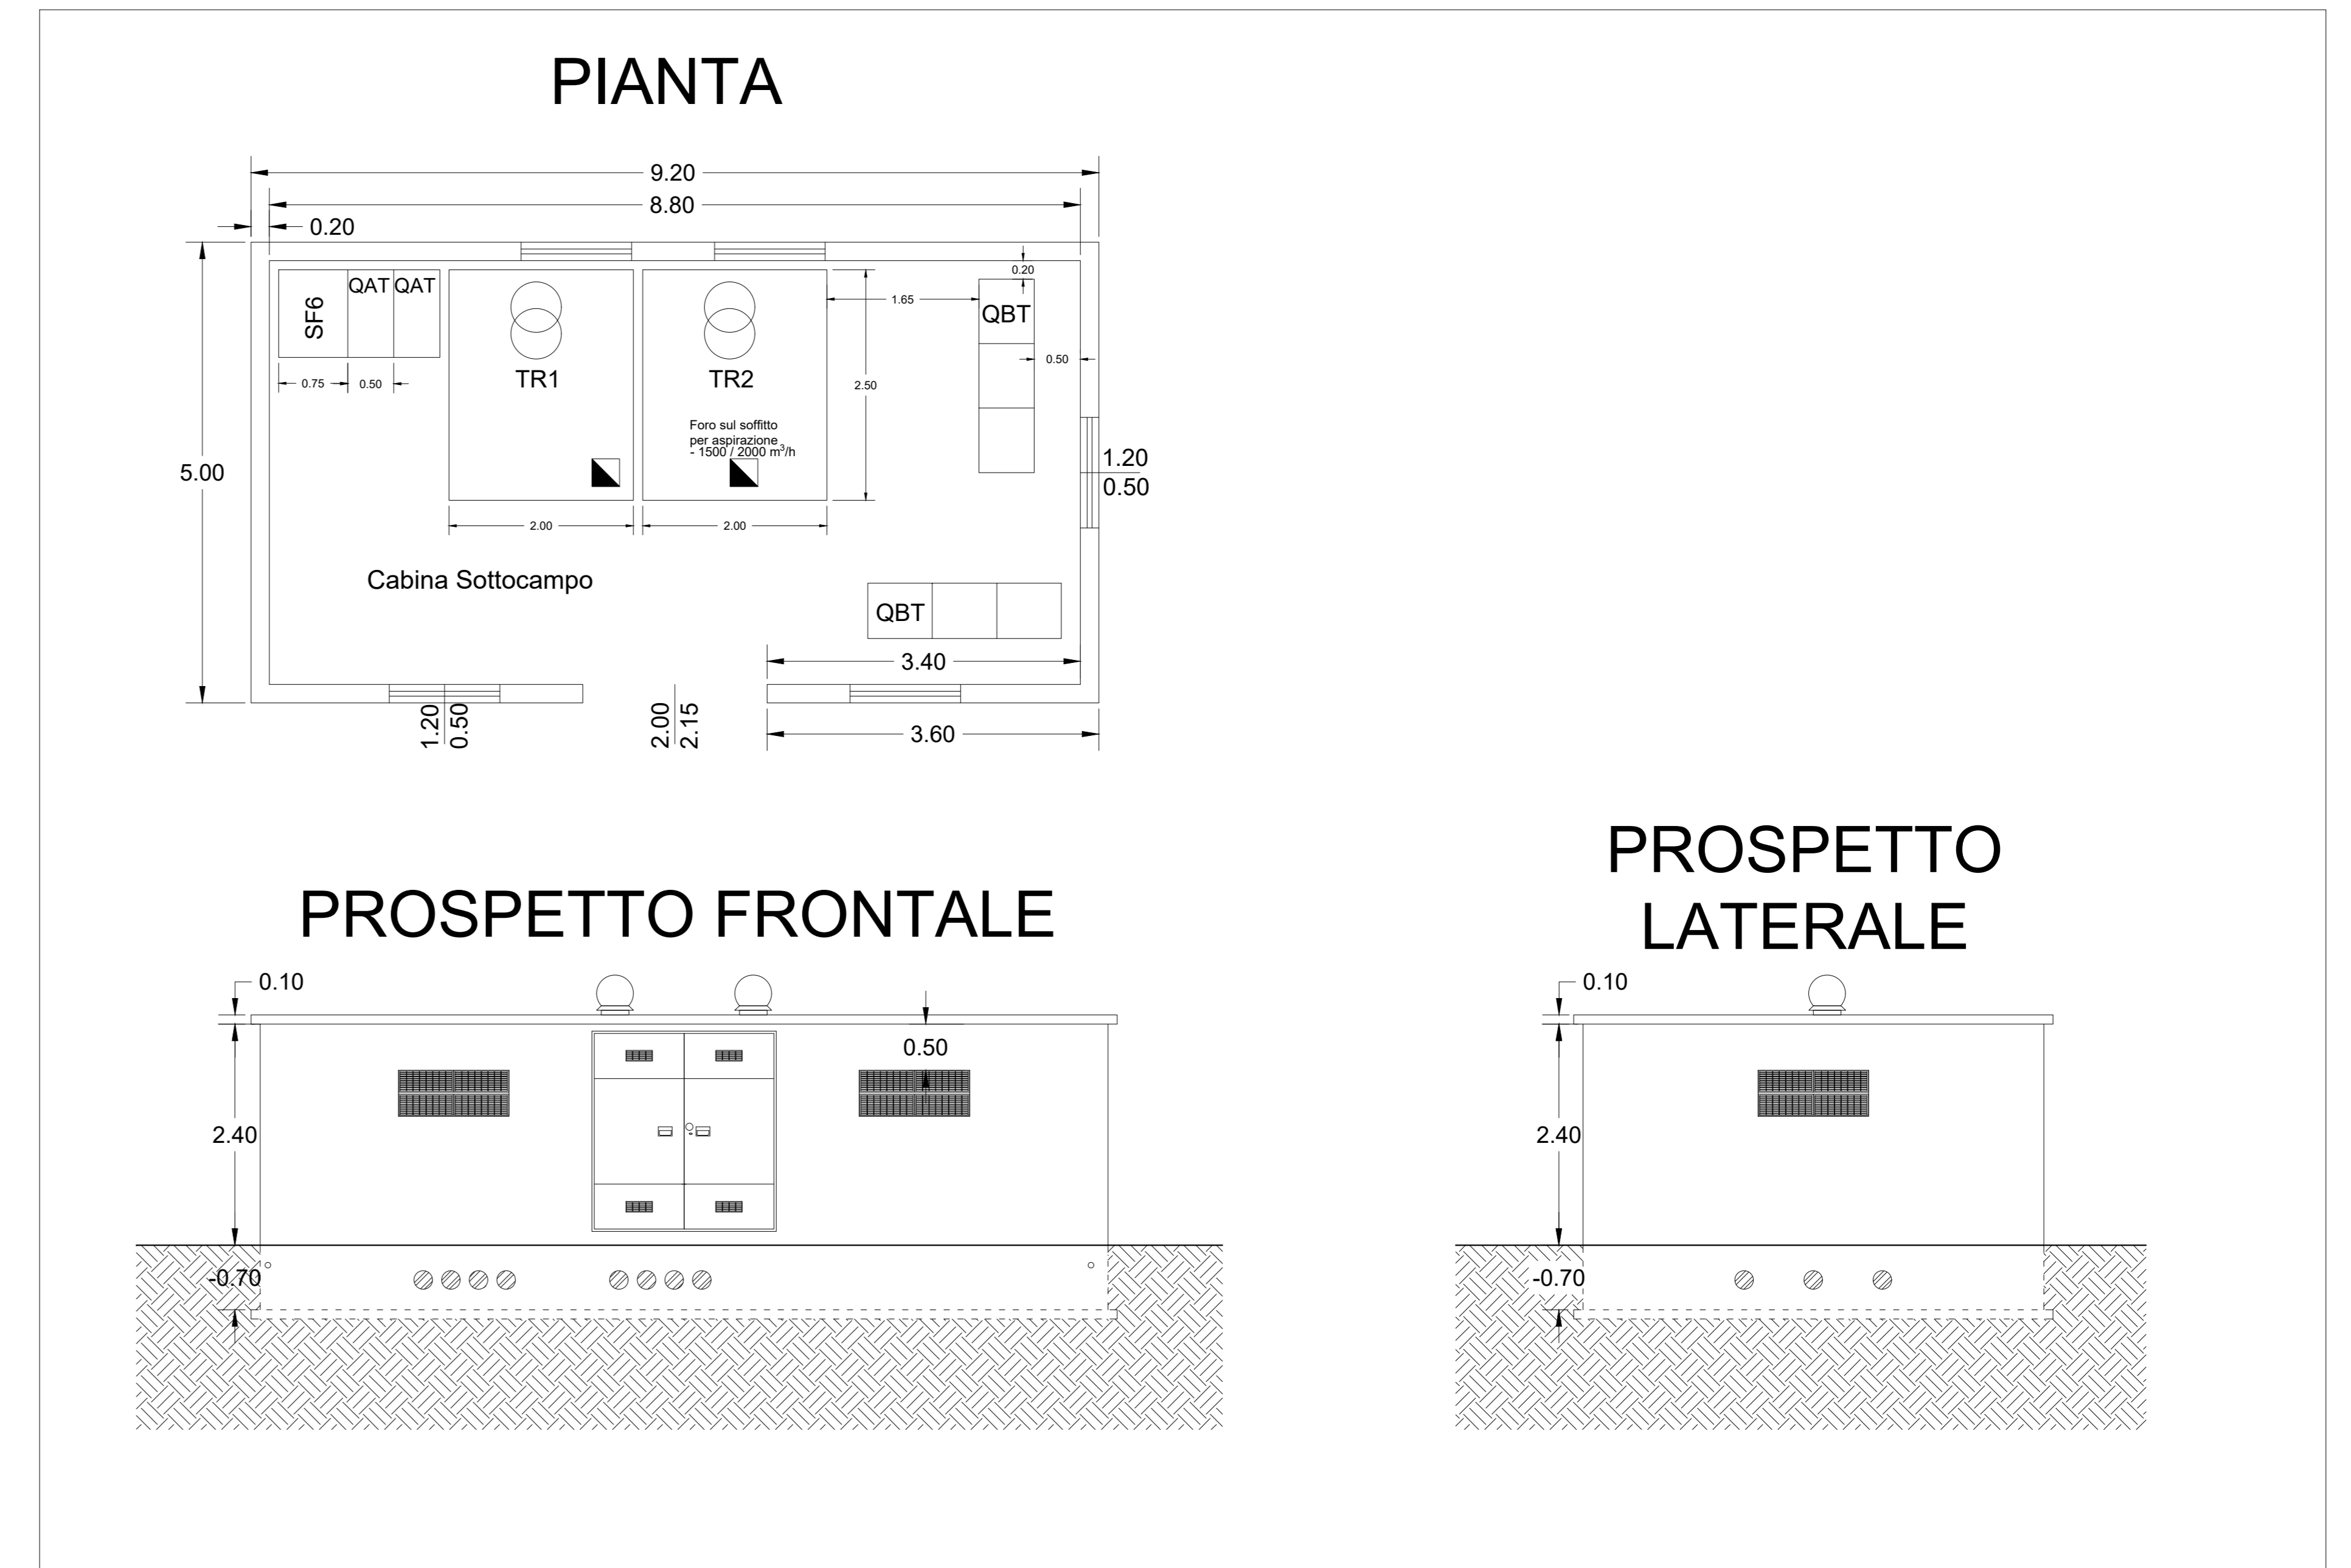 PIANTA
9.20
8.80
0.20
SF6
QAT
QAT
0.20
1.65
QBT
0.50
0.75
0.50
TR1
TR2
2.50
Foro sul soffitto
per aspirazione
- 1500 / 2000 m³/h
5.00
1.20
0.50
2.00
2.00
Cabina Sottocampo
QBT
3.40
1.20
0.50
2.00
2.15
3.60
PROSPETTO FRONTALE
0.10
0.50
2.40
-0.70
PROSPETTO
LATERALE
0.10
2.40
-0.70